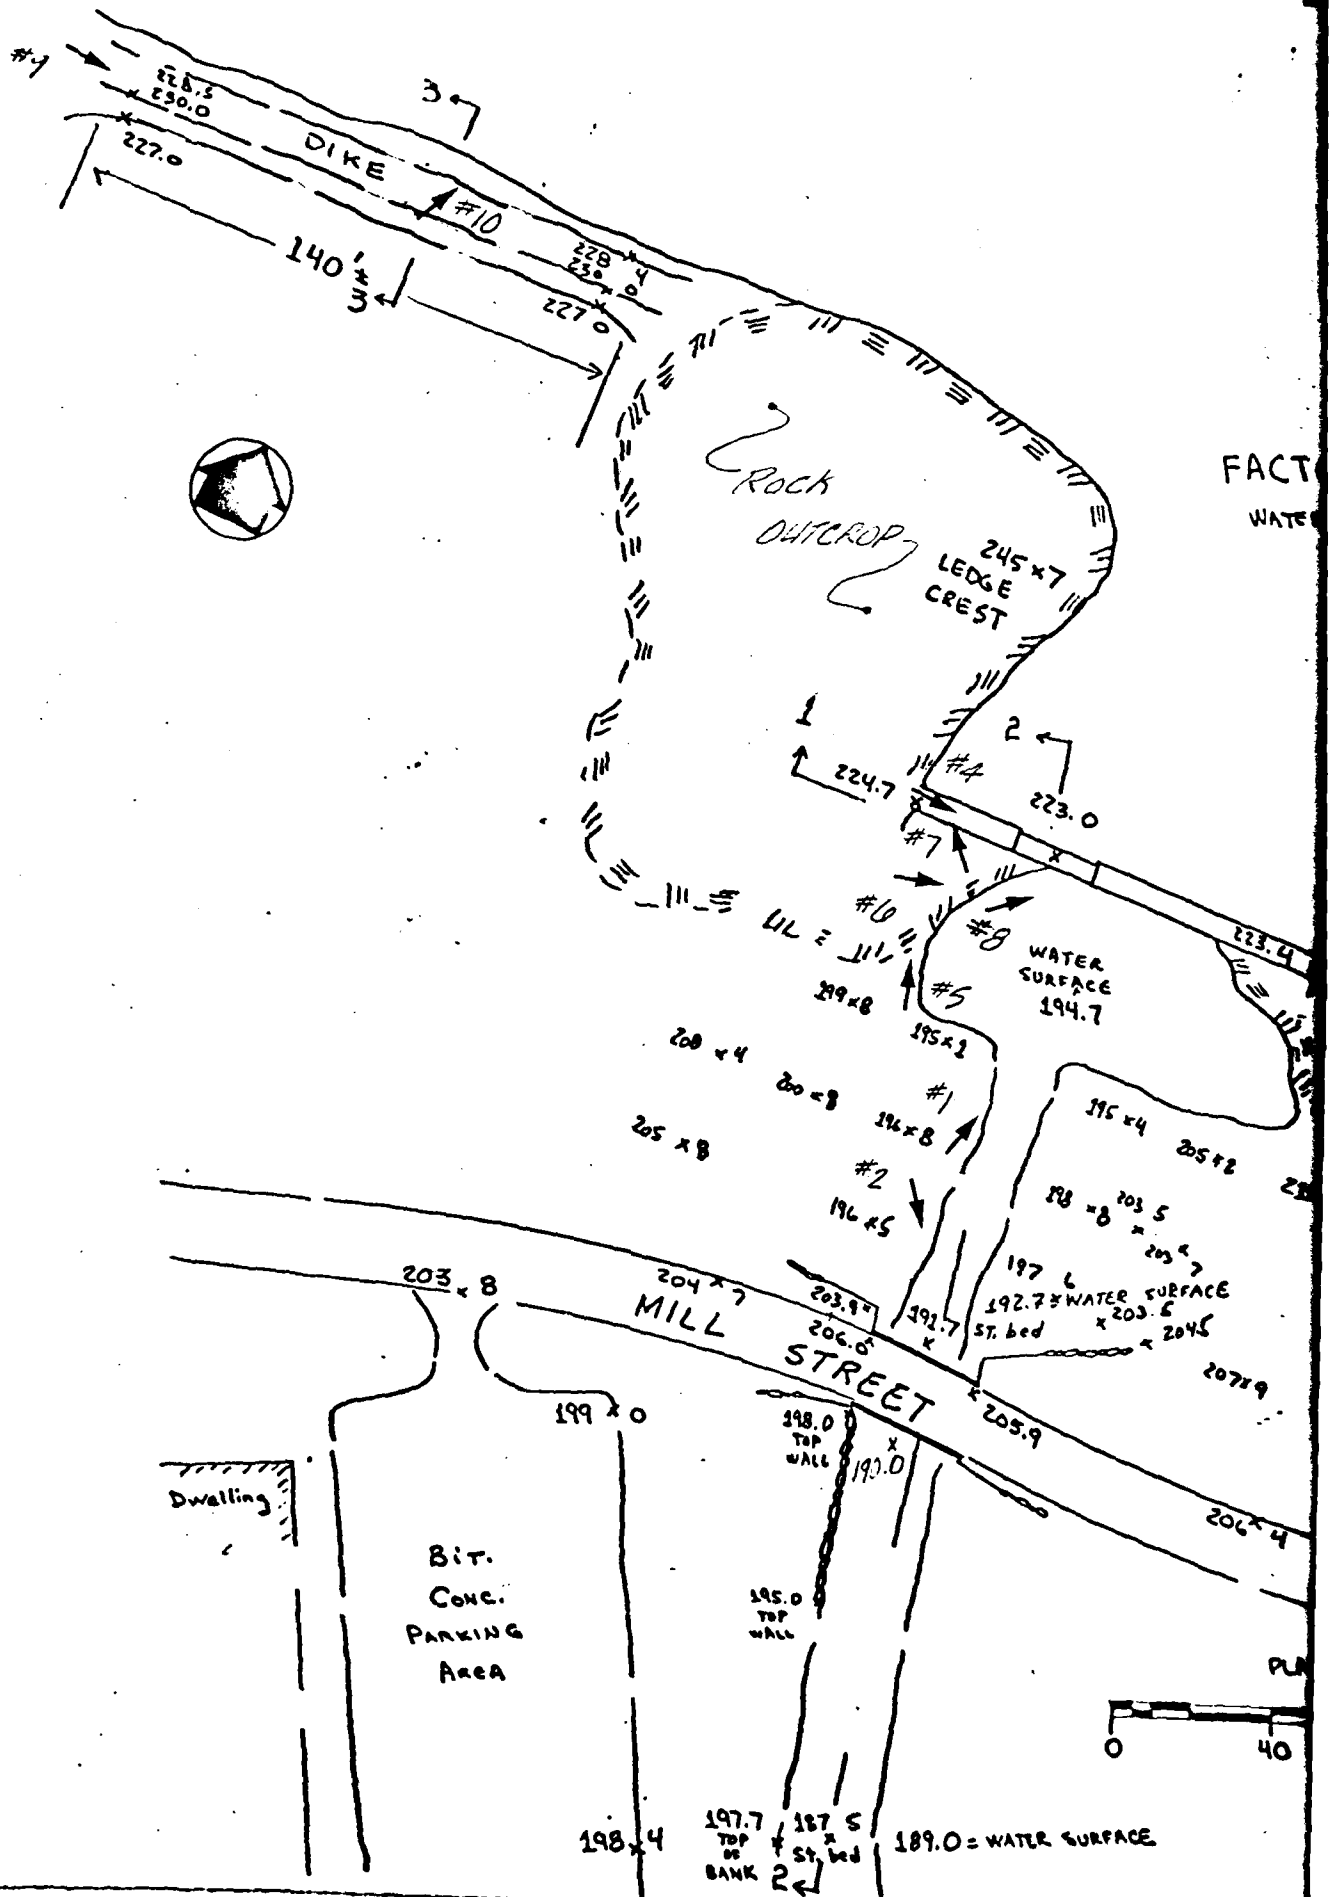 228.5
230.0
227.0
3
DIKE
#10
140'±
3
228 4
230 0
227 0
ROCK
OUTCROP
245 x 7
LEDGE
CREST
FACT
WATE
1
2
224.7
#4
223.0
#7
#6
#8
223.4
WATER
SURFACE
194.7
#5
199 x 8
195 x 1
208 x 4
200 x 8
#1
196 x 8
195 x 4
205 x 2
205 x 8
#2
196 x 5
198 x 8
203 5
x
203 x 7
197 6
192.7 = WATER SURFACE
ST. bed
x 203.5
x 204 5
203 x 8
204 x 7
MILL
STREET
203.9 x
206.0
191.7
x
205.9
207 x 9
199 x 0
198.0
TOP
WALL
x
190.0
206 x 4
Dwelling
BIT.
CONC.
PARKING
AREA
195.0
TOP
WALL
0
40
198 x 4
197.7
TOP
OF
BANK
187 5
x
ST. bed
2
189.0 = WATER SURFACE